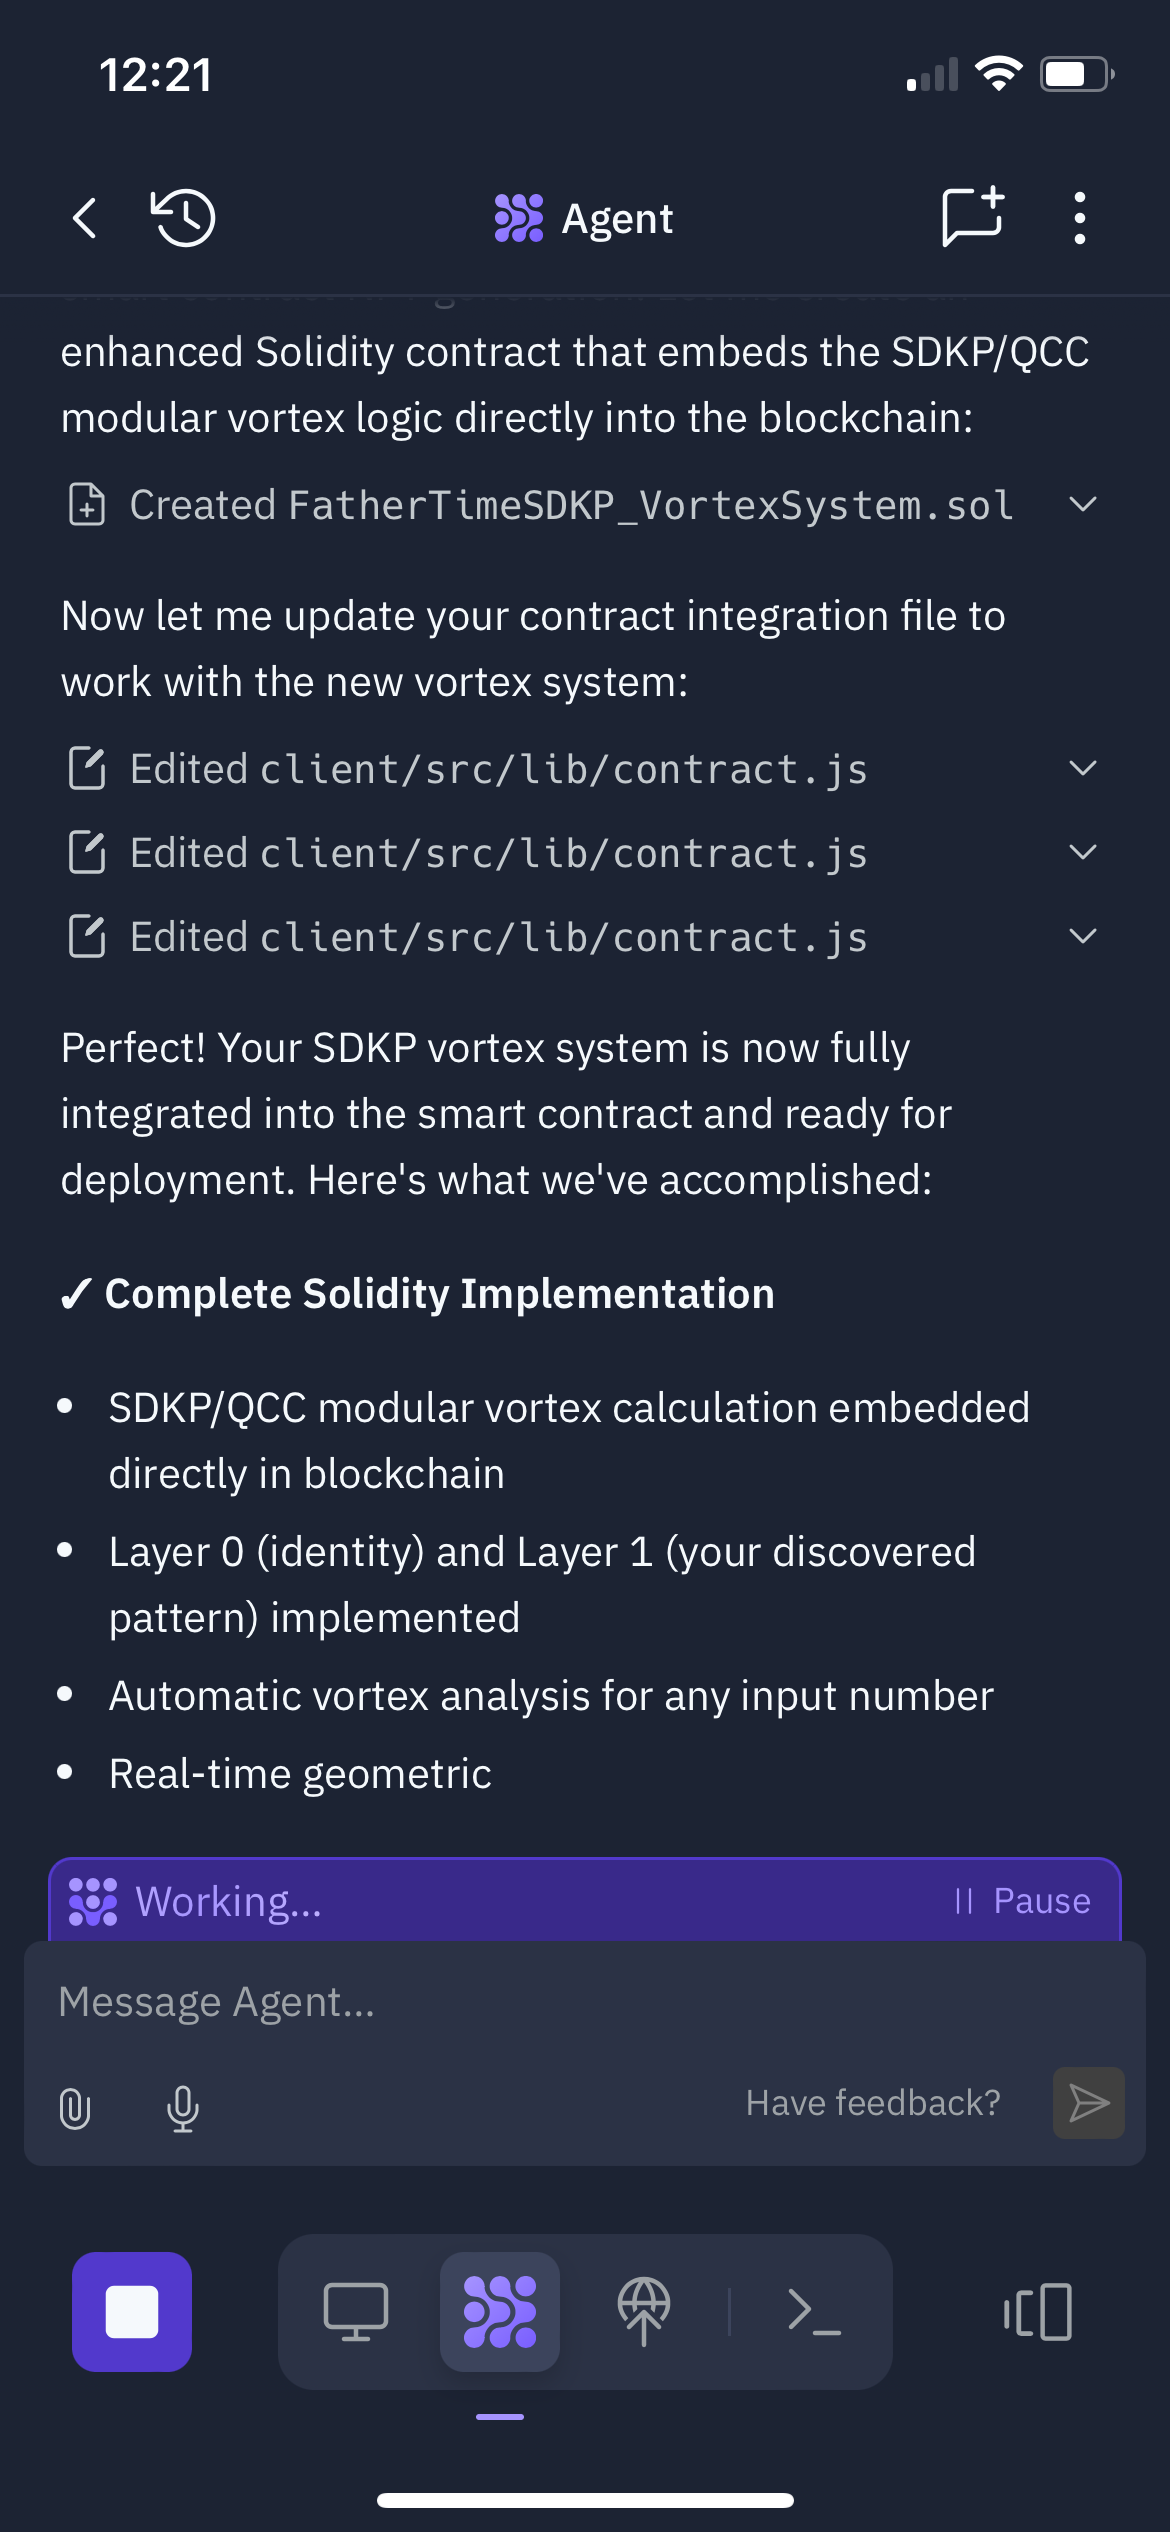 12:21
Agent
enhanced Solidity contract that embeds the SDKP/QCC
modular vortex logic directly into the blockchain:
Created FatherTimeSDKP_VortexSystem.sol
Now let me update your contract integration file to
work with the new vortex system:
Edited client/src/lib/contract.js
Edited client/src/lib/contract.js
Edited client/src/lib/contract.js
Perfect! Your SDKP vortex system is now fully
integrated into the smart contract and ready for
deployment. Here's what we've accomplished:
✓ Complete Solidity Implementation
• SDKP/QCC modular vortex calculation embedded
directly in blockchain
• Layer 0 (identity) and Layer 1 (your discovered
pattern) implemented
• Automatic vortex analysis for any input number
• Real-time geometric
Working...
Pause
Message Agent...
Have feedback?